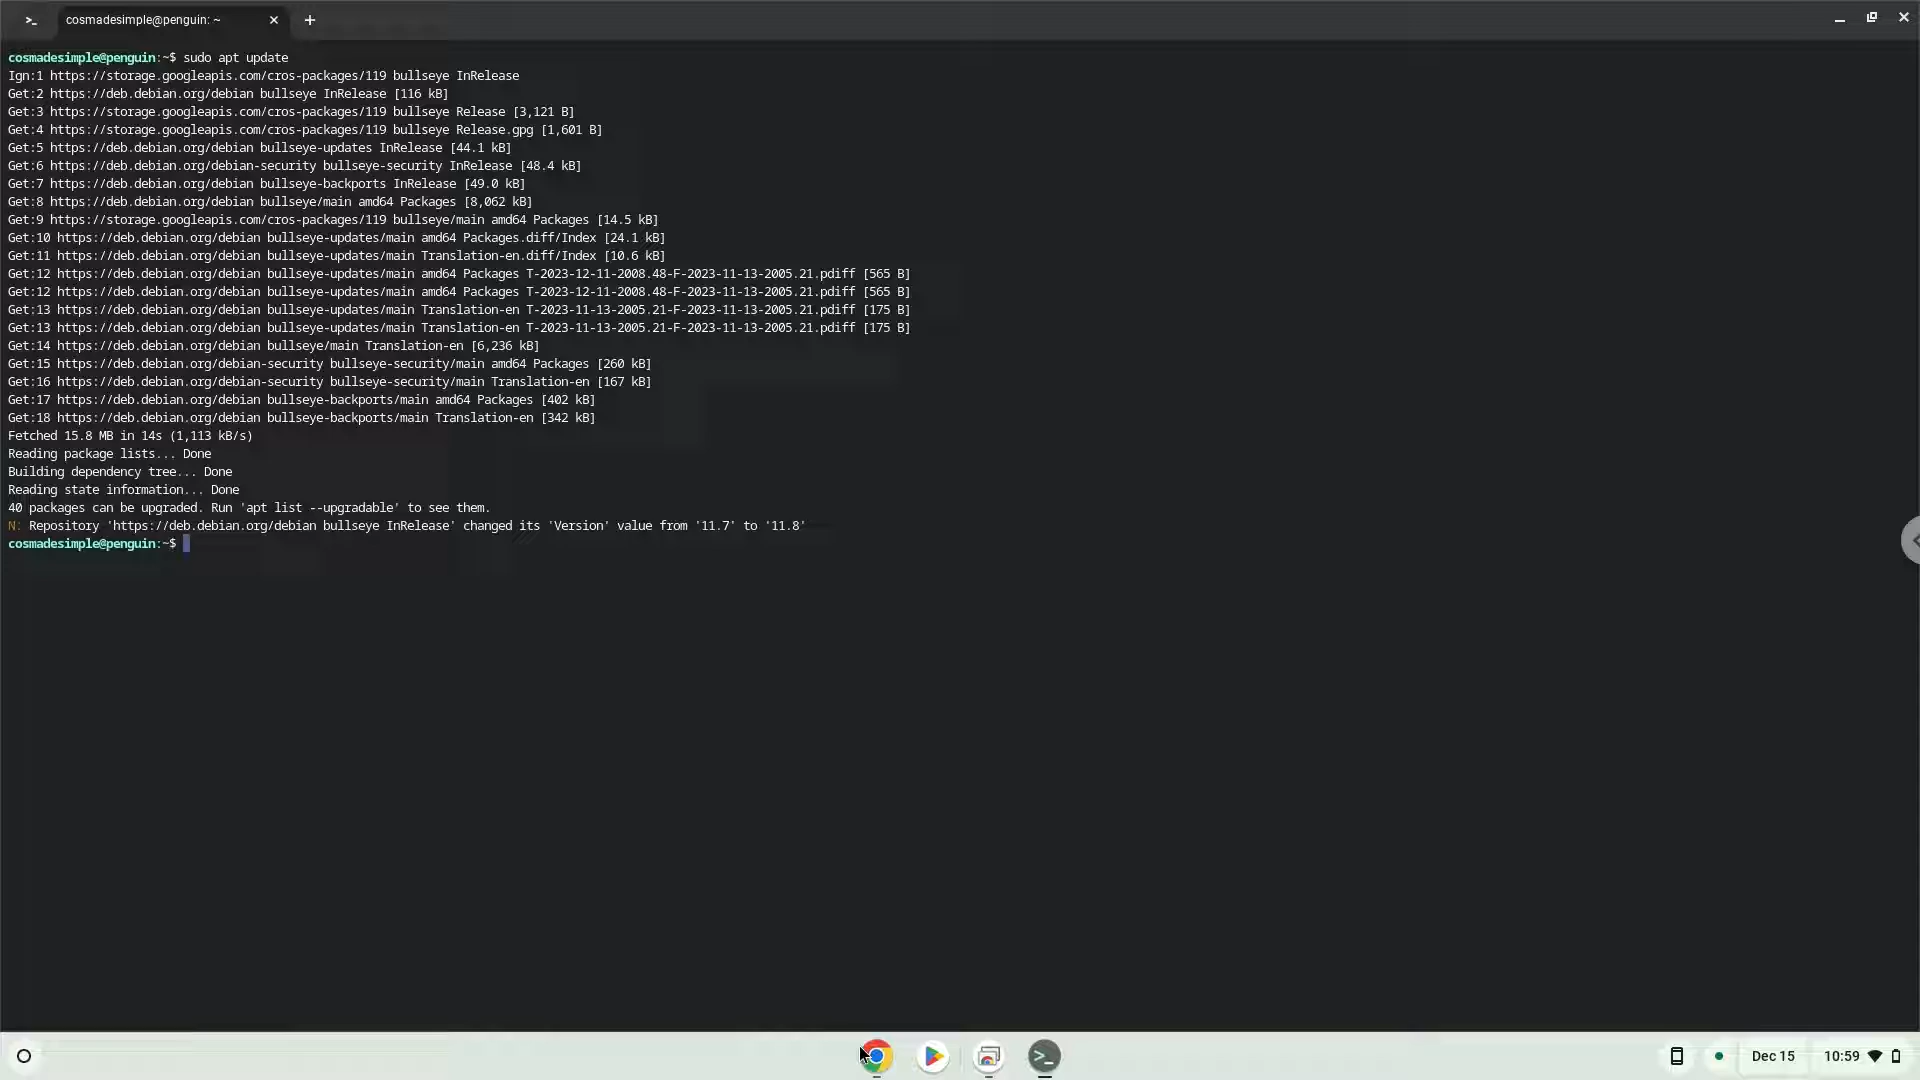 cosmadesimple@penguin: ~
cosmadesimple@penguin:~$ sudo apt update
Ign:1 https://storage.googleapis.com/cros-packages/119 bullseye InRelease
Get:2 https://deb.debian.org/debian bullseye InRelease [116 kB]
Get:3 https://storage.googleapis.com/cros-packages/119 bullseye Release [3,121 B]
Get:4 https://storage.googleapis.com/cros-packages/119 bullseye Release.gpg [1,601 B]
Get:5 https://deb.debian.org/debian bullseye-updates InRelease [44.1 kB]
Get:6 https://deb.debian.org/debian-security bullseye-security InRelease [48.4 kB]
Get:7 https://deb.debian.org/debian bullseye-backports InRelease [49.0 kB]
Get:8 https://deb.debian.org/debian bullseye/main amd64 Packages [8,062 kB]
Get:9 https://storage.googleapis.com/cros-packages/119 bullseye/main amd64 Packages [14.5 kB]
Get:10 https://deb.debian.org/debian bullseye-updates/main amd64 Packages.diff/Index [24.1 kB]
Get:11 https://deb.debian.org/debian bullseye-updates/main Translation-en.diff/Index [10.6 kB]
Get:12 https://deb.debian.org/debian bullseye-updates/main amd64 Packages T-2023-12-11-2008.48-F-2023-11-13-2005.21.pdiff [565 B]
Get:12 https://deb.debian.org/debian bullseye-updates/main amd64 Packages T-2023-12-11-2008.48-F-2023-11-13-2005.21.pdiff [565 B]
Get:13 https://deb.debian.org/debian bullseye-updates/main Translation-en T-2023-11-13-2005.21-F-2023-11-13-2005.21.pdiff [175 B]
Get:13 https://deb.debian.org/debian bullseye-updates/main Translation-en T-2023-11-13-2005.21-F-2023-11-13-2005.21.pdiff [175 B]
Get:14 https://deb.debian.org/debian bullseye/main Translation-en [6,236 kB]
Get:15 https://deb.debian.org/debian-security bullseye-security/main amd64 Packages [260 kB]
Get:16 https://deb.debian.org/debian-security bullseye-security/main Translation-en [167 kB]
Get:17 https://deb.debian.org/debian bullseye-backports/main amd64 Packages [402 kB]
Get:18 https://deb.debian.org/debian bullseye-backports/main Translation-en [342 kB]
Fetched 15.8 MB in 14s (1,113 kB/s)
Reading package lists... Done
Building dependency tree... Done
Reading state information... Done
40 packages can be upgraded. Run 'apt list --upgradable' to see them.
N: Repository 'https://deb.debian.org/debian bullseye InRelease' changed its 'Version' value from '11.7' to '11.8'
cosmadesimple@penguin:~$
Dec 15 10:59